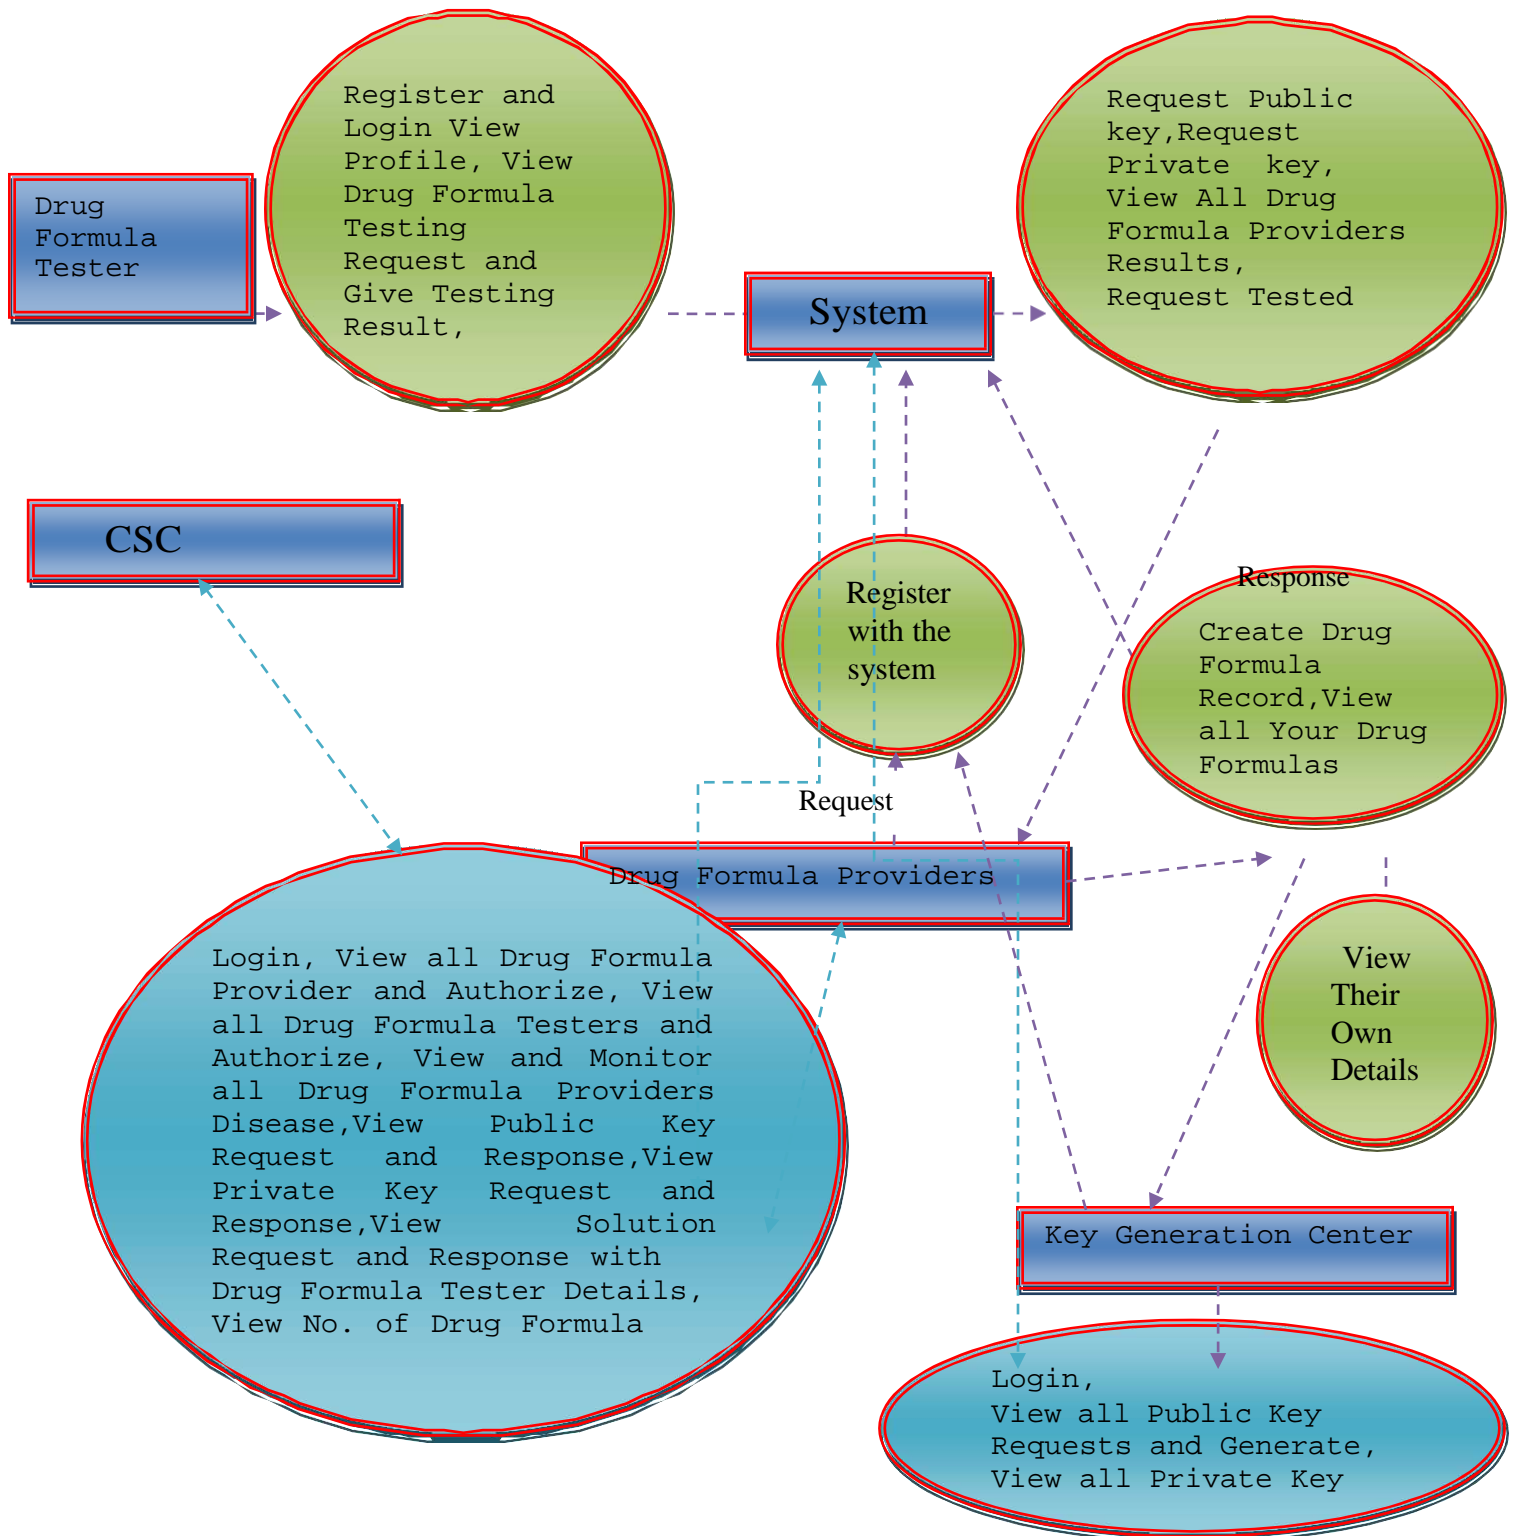 Drug
Formula
Tester
Register and
Login View
Profile, View
Drug Formula
Testing
Request and
Give Testing
Result,
System
Request Public
key,Request
Private key,
View All Drug
Formula Providers
Results,
Request Tested
CSC
Register
with the
system
Response
Create Drug
Formula
Record,View
all Your Drug
Formulas
Request
Drug Formula Providers
Login, View all Drug Formula
Provider and Authorize, View
all Drug Formula Testers and
Authorize, View and Monitor
all Drug Formula Providers
Disease,View Public Key
Request and Response,View
Private Key Request and
Response,View Solution
Request and Response with
Drug Formula Tester Details,
View No. of Drug Formula
View
Their
Own
Details
Key Generation Center
Login,
View all Public Key
Requests and Generate,
View all Private Key